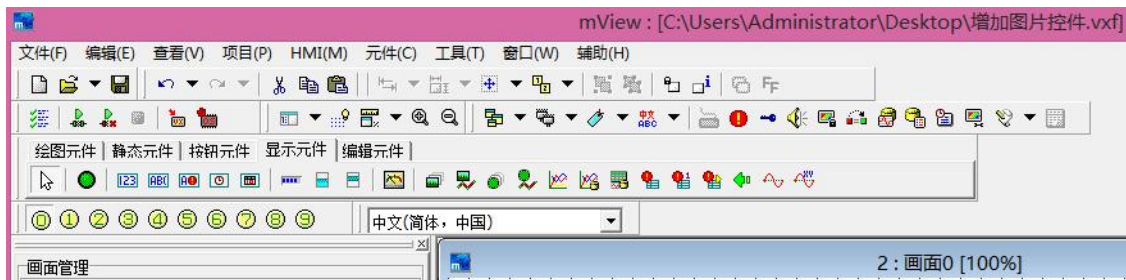 mView : [C:\Users\Administrator\Desktop\增加图片控件.vxf]
文件(F) 编辑(E) 查看(V) 项目(P) HMI(M) 元件(C) 工具(T) 窗口(W) 辅助(H)
绘图元件 静态元件 按钮元件 显示元件 编辑元件
123 ABC
0 1 2 3 4 5 6 7 8 9 中文(简体，中国)
画面管理 2 : 画面0 [100%]